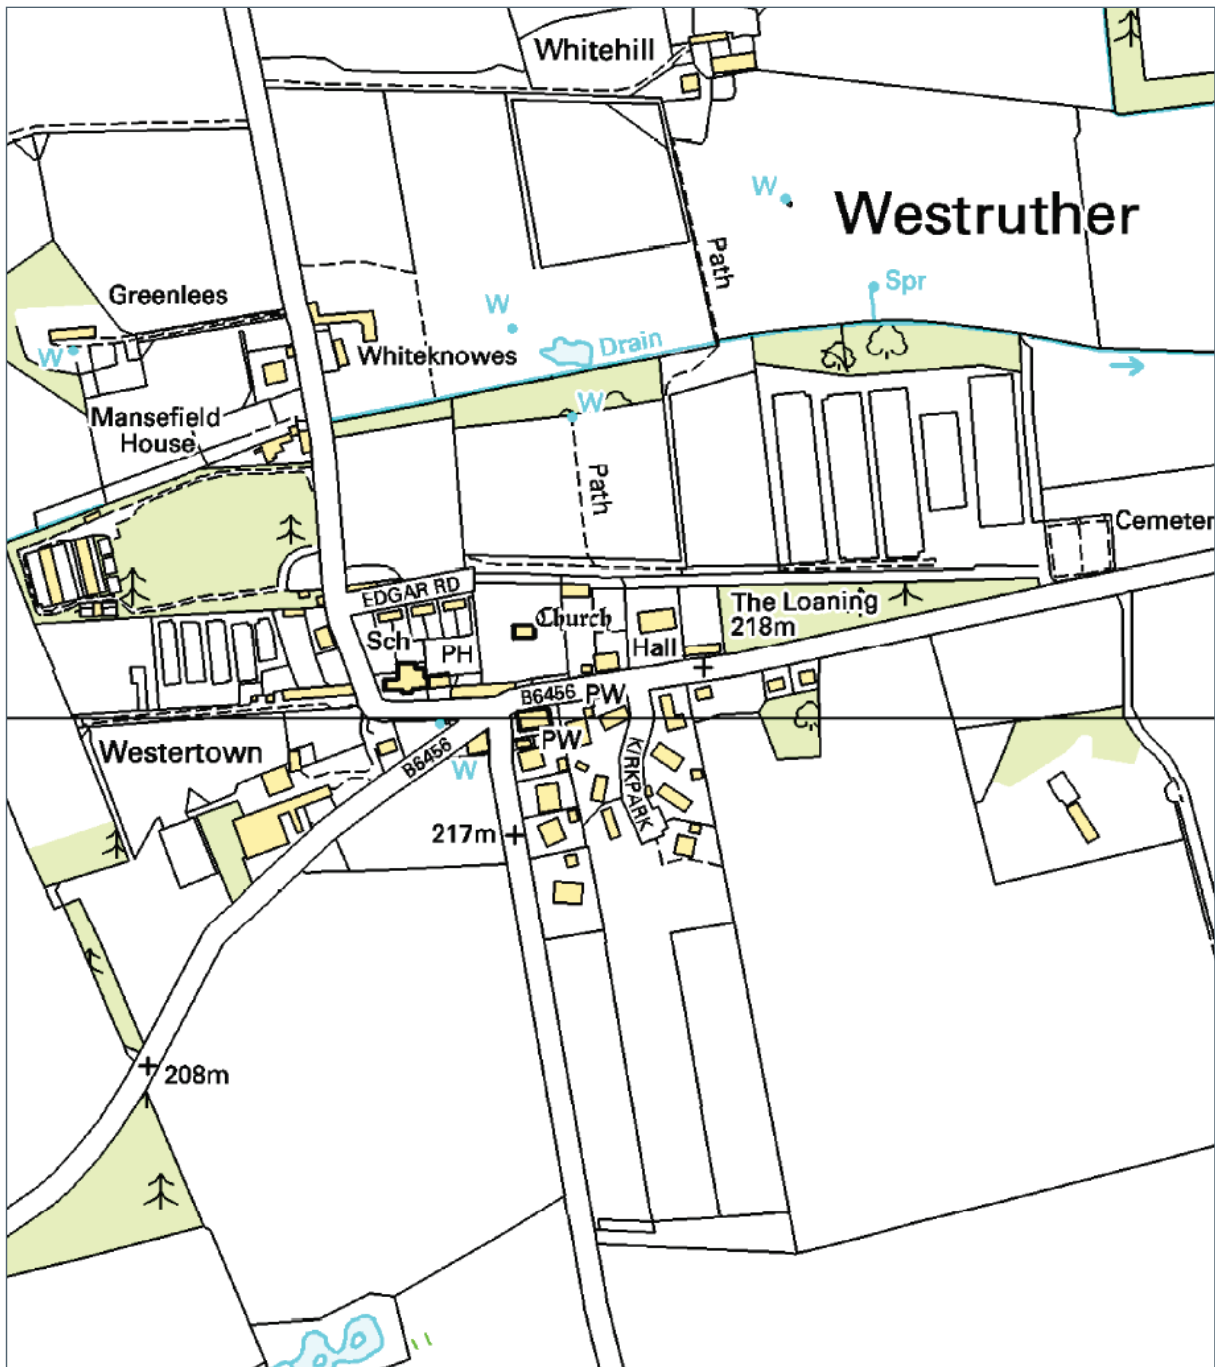 Whitehill
W
Westruther
Path
Spr
Greenlees
W
Drain
Whiteknowes
W
W
Mansefield
House
Path
Cemeter
EDGAR RD
The Loaning
218m
Church
Sch
Hall
PH
B6456
PW
PW
Westertown
B6456
W
KIRKPARK
217m
208m